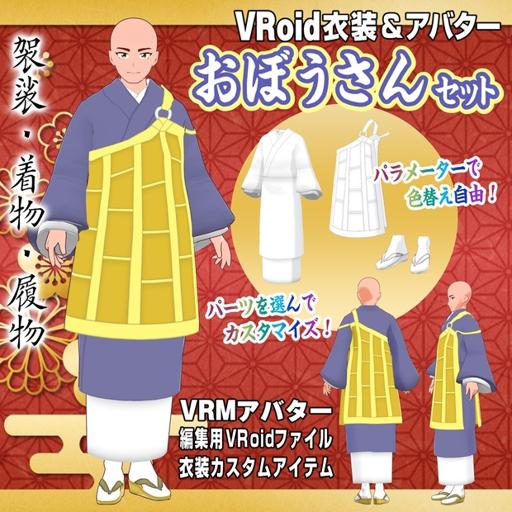 VRoid衣装&アバター
おぼうさんセット
袈裟・着物・履物
パラメーターで
色替え自由!
パーツを選んで
カスタマイズ!
VRMアバター
編集用VRoidファイル
衣装カスタムアイテム